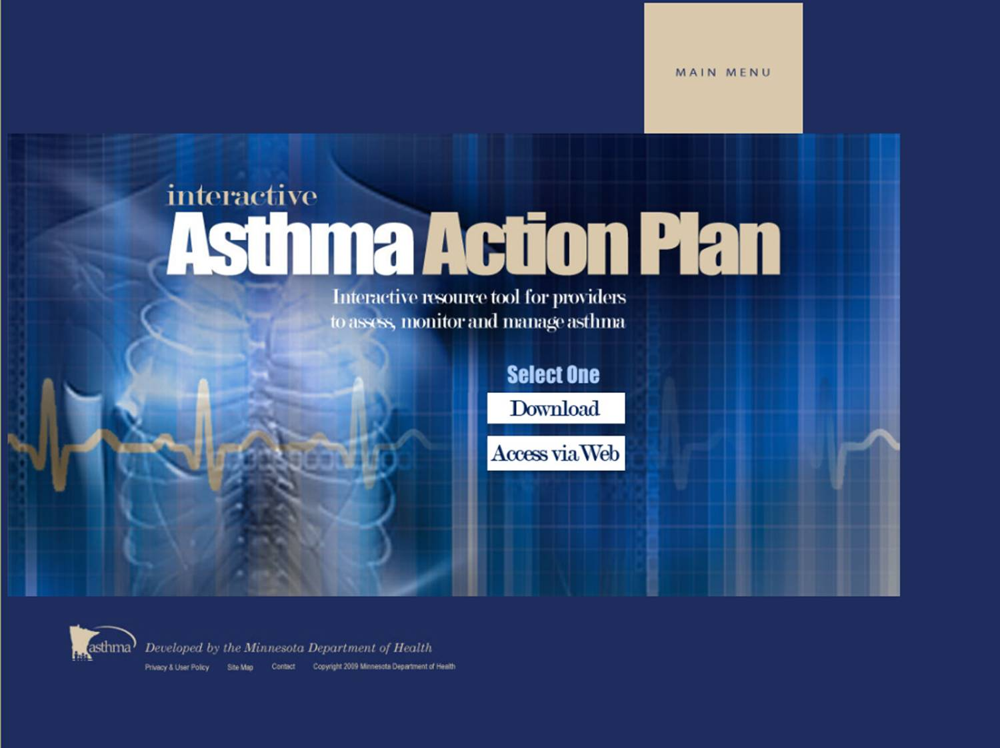 MAIN MENU
interactive
Asthma Action Plan
Interactive resource tool for providers
to assess, monitor and manage asthma
Select One
Download
Access via Web
asthma
Developed by the Minnesota Department of Health
Privacy & User Policy Site Map Contact Copyright 2009 Minnesota Department of Health